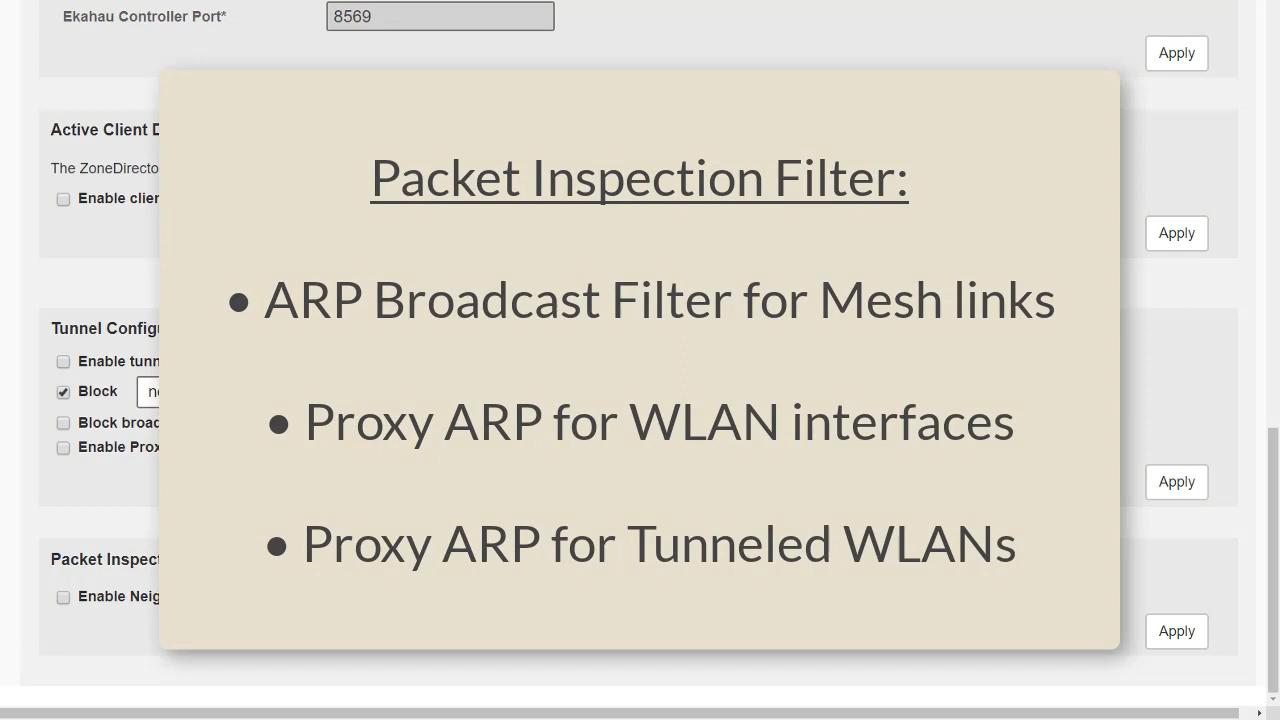 Ekahau Controller Port* 8569
Apply
Active Client
The ZoneDirecto
Enable clien
Apply
Tunnel Config
Enable tunn
Block
Block broad
Enable Prox
Apply
Packet Inspect
Enable Neig
Apply
Packet Inspection Filter:
● ARP Broadcast Filter for Mesh links
● Proxy ARP for WLAN interfaces
● Proxy ARP for Tunneled WLANs